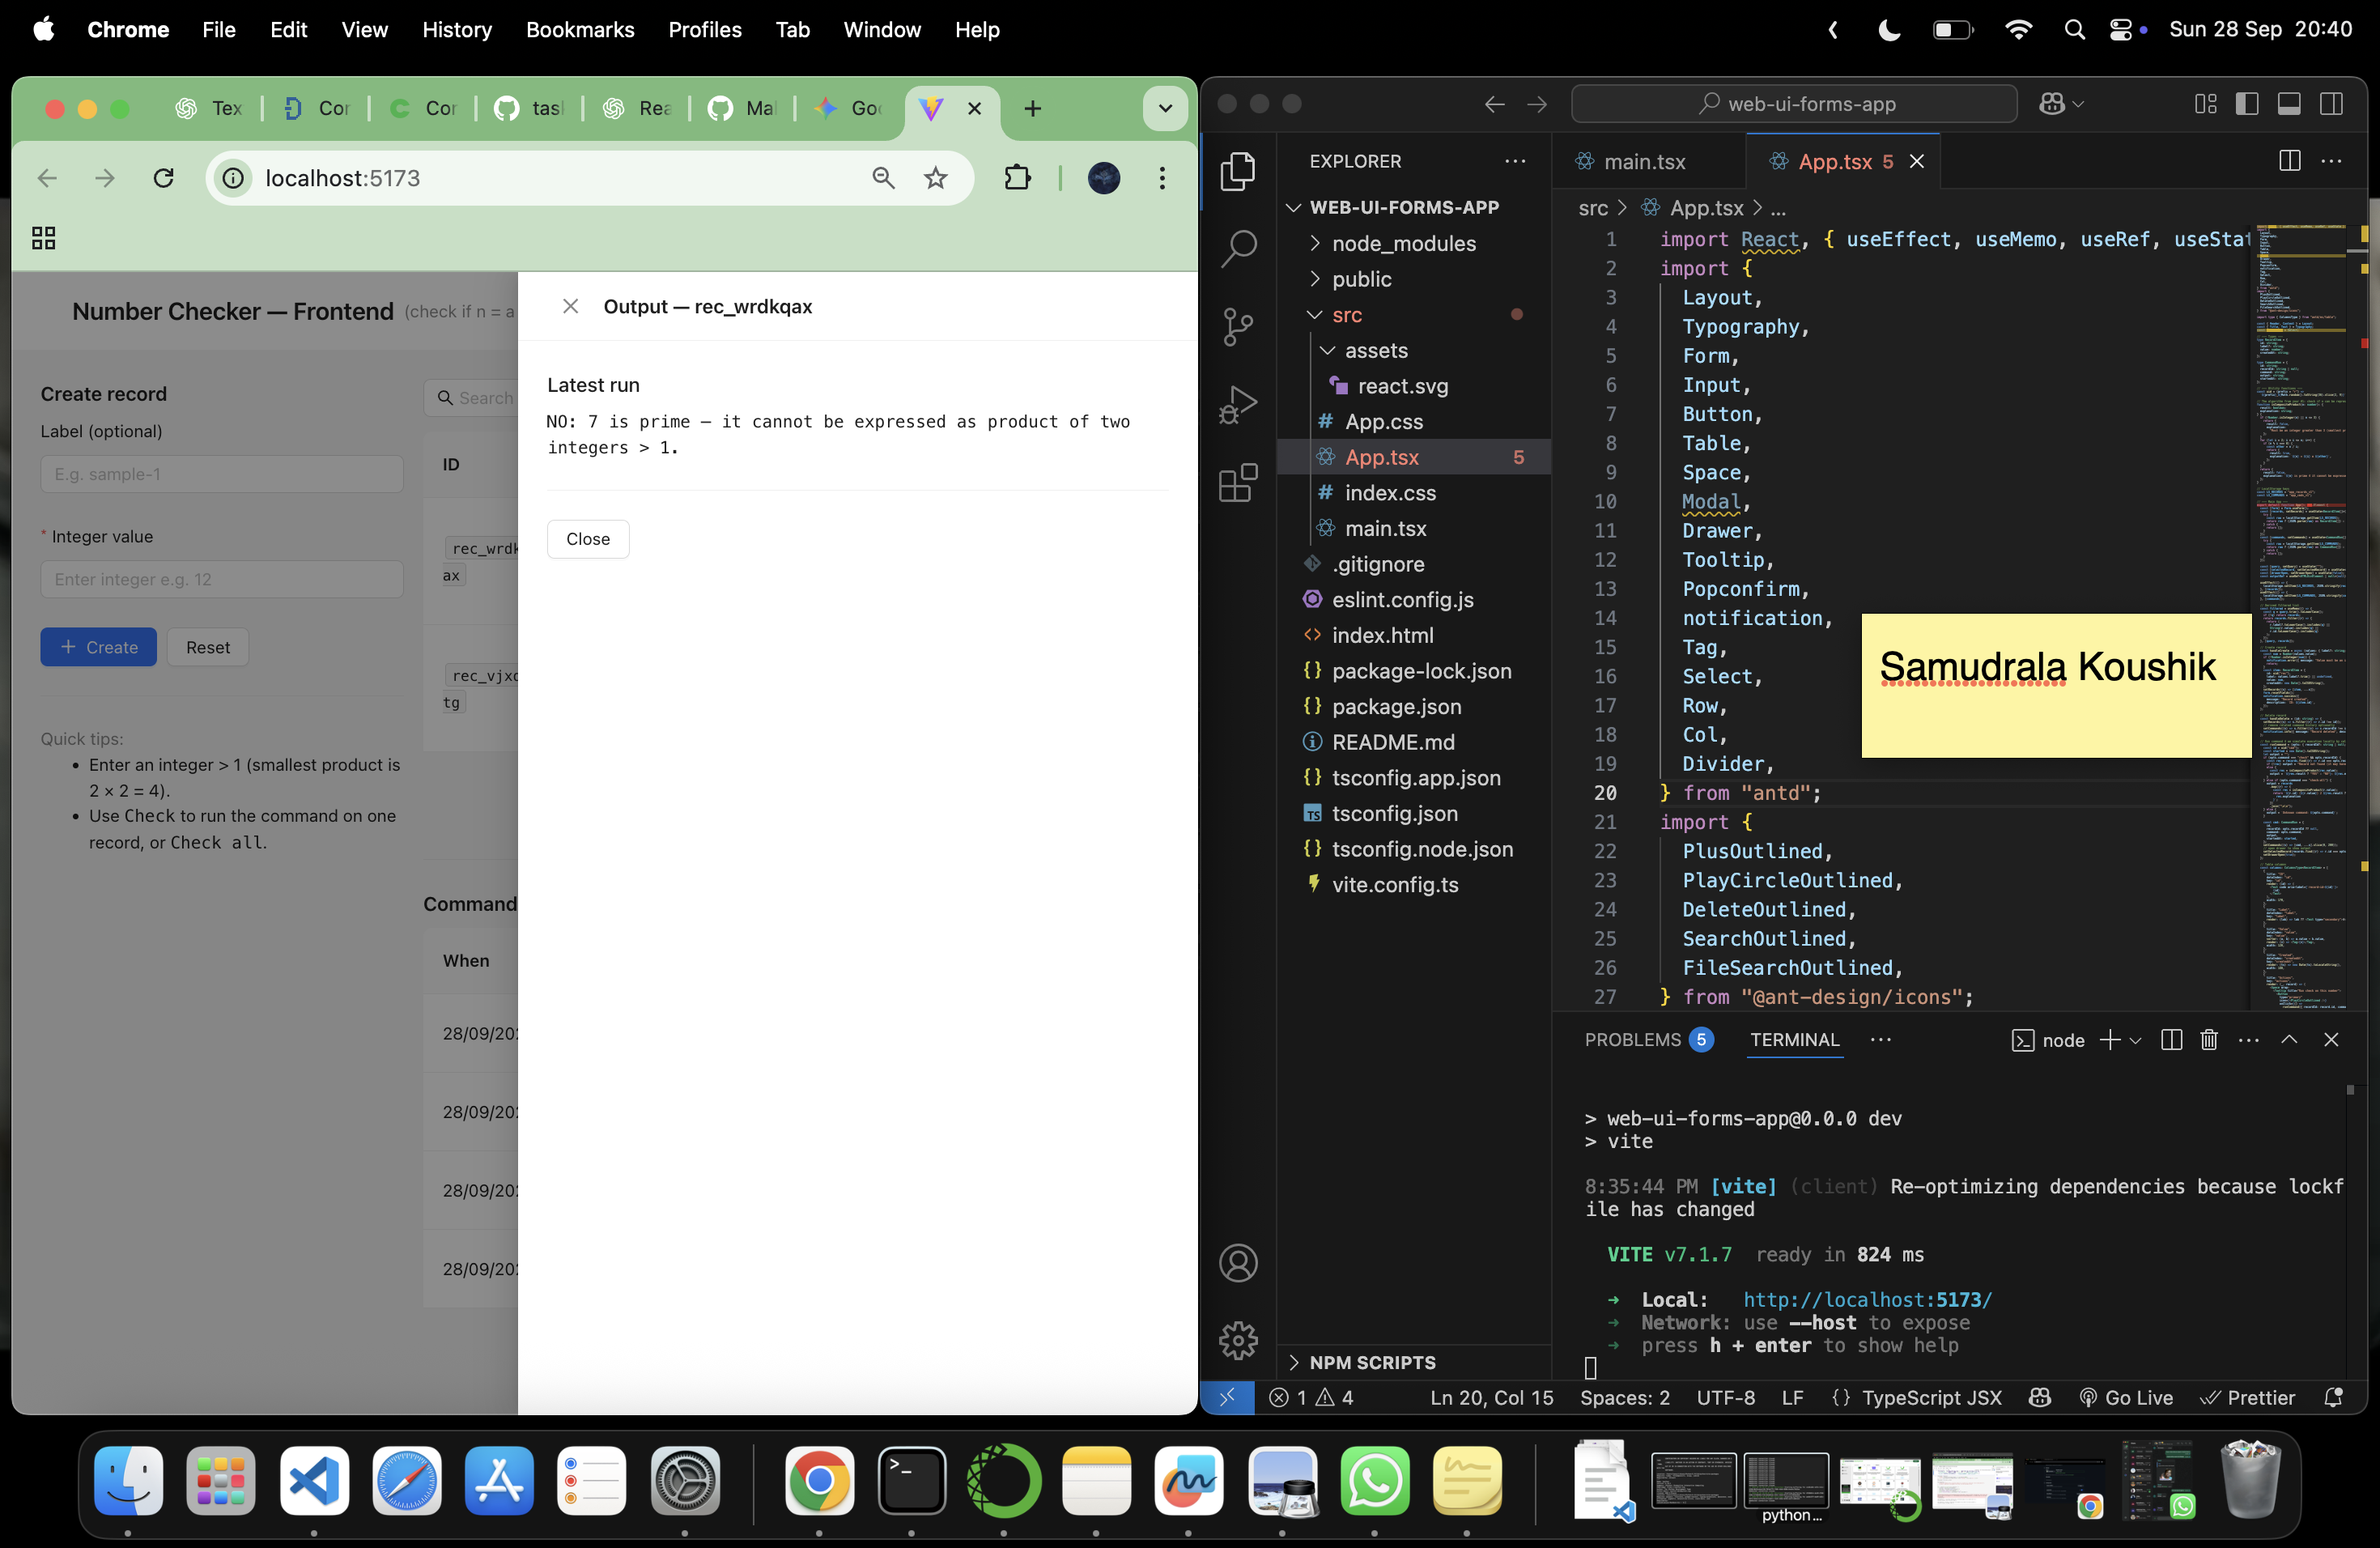 Chrome File Edit View History Bookmarks Profiles Tab Window Help
Sun 28 Sep 20:40
Tex
Cor
Cor
tasl
Rea
Mal
Goo
localhost:5173
Number Checker — Frontend (check if n = a
Create record
Label (optional)
E.g. sample-1
* Integer value
Enter integer e.g. 12
Create
Reset
Quick tips:
• Enter an integer > 1 (smallest product is
2 × 2 = 4).
• Use Check to run the command on one
record, or Check all.
Search
ID
rec_wrdk
ax
rec_vjxc
tg
Command
When
28/09/202
28/09/202
28/09/202
28/09/202
Output — rec_wrdkqax
Latest run
NO: 7 is prime — it cannot be expressed as product of two
integers > 1.
Close
web-ui-forms-app
EXPLORER
WEB-UI-FORMS-APP
node_modules
public
src
assets
react.svg
App.css
App.tsx 5
index.css
main.tsx
.gitignore
eslint.config.js
index.html
package-lock.json
package.json
README.md
tsconfig.app.json
tsconfig.json
tsconfig.node.json
vite.config.ts
NPM SCRIPTS
main.tsx
App.tsx 5
src > App.tsx > ...
1 import React, { useEffect, useMemo, useRef, useStat
2 import {
3 Layout,
4 Typography,
5 Form,
6 Input,
7 Button,
8 Table,
9 Space,
10 Modal,
11 Drawer,
12 Tooltip,
13 Popconfirm,
14 notification,
15 Tag,
16 Select,
17 Row,
18 Col,
19 Divider,
20 } from "antd";
21 import {
22 PlusOutlined,
23 PlayCircleOutlined,
24 DeleteOutlined,
25 SearchOutlined,
26 FileSearchOutlined,
27 } from "@ant-design/icons";
Samudrala Koushik
PROBLEMS 5 TERMINAL
node
> web-ui-forms-app@0.0.0 dev
> vite
8:35:44 PM [vite] (client) Re-optimizing dependencies because lockf
ile has changed
VITE v7.1.7 ready in 824 ms
➜ Local: http://localhost:5173/
➜ Network: use --host to expose
➜ press h + enter to show help
1 4
Ln 20, Col 15 Spaces: 2 UTF-8 LF {} TypeScript JSX Go Live Prettier
python...